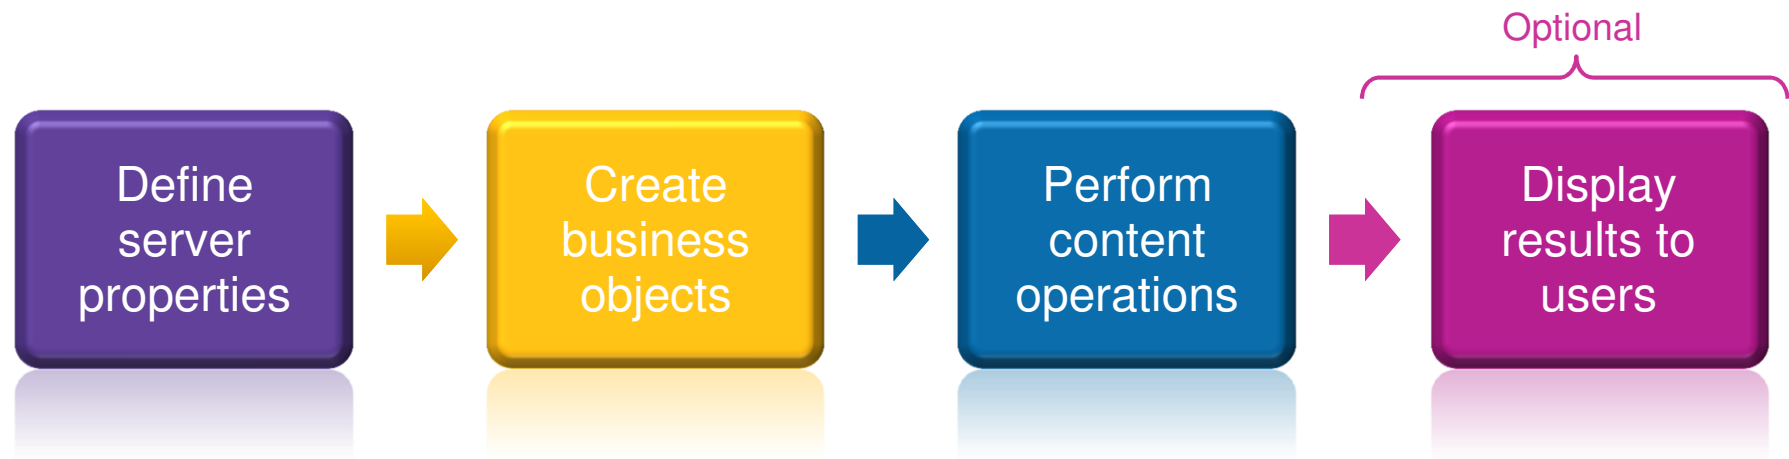 Optional
Define
server
properties
Create
business
objects
Perform
content
operations
Display
results to
users